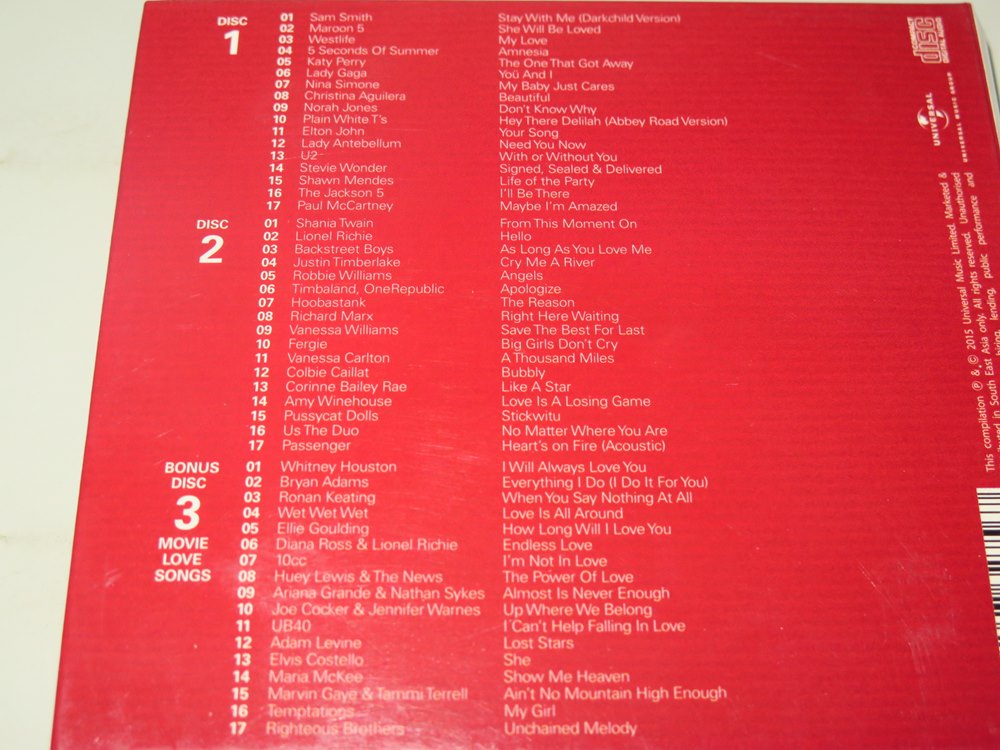 DISC
1
01 Sam Smith Stay With Me (Darkchild Version)
02 Maroon 5 She Will Be Loved
03 Westlife My Love
04 5 Seconds Of Summer Amnesia
05 Katy Perry The One That Got Away
06 Lady Gaga Yoü And I
07 Nina Simone My Baby Just Cares
08 Christina Aguilera Beautiful
09 Norah Jones Don't Know Why
10 Plain White T's Hey There Delilah (Abbey Road Version)
11 Elton John Your Song
12 Lady Antebellum Need You Now
13 U2 With or Without You
14 Stevie Wonder Signed, Sealed & Delivered
15 Shawn Mendes Life of the Party
16 The Jackson 5 I'll Be There
17 Paul McCartney Maybe I'm Amazed
DISC
2
01 Shania Twain From This Moment On
02 Lionel Richie Hello
03 Backstreet Boys As Long As You Love Me
04 Justin Timberlake Cry Me A River
05 Robbie Williams Angels
06 Timbaland, OneRepublic Apologize
07 Hoobastank The Reason
08 Richard Marx Right Here Waiting
09 Vanessa Williams Save The Best For Last
10 Fergie Big Girls Don't Cry
11 Vanessa Carlton A Thousand Miles
12 Colbie Caillat Bubbly
13 Corinne Bailey Rae Like A Star
14 Amy Winehouse Love Is A Losing Game
15 Pussycat Dolls Stickwitu
16 Us The Duo No Matter Where You Are
17 Passenger Heart's on Fire (Acoustic)
BONUS
DISC
3
MOVIE
LOVE
SONGS
01 Whitney Houston I Will Always Love You
02 Bryan Adams Everything I Do (I Do It For You)
03 Ronan Keating When You Say Nothing At All
04 Wet Wet Wet Love Is All Around
05 Ellie Goulding How Long Will I Love You
06 Diana Ross & Lionel Richie Endless Love
07 10cc I'm Not In Love
08 Huey Lewis & The News The Power Of Love
09 Ariana Grande & Nathan Sykes Almost Is Never Enough
10 Joe Cocker & Jennifer Warnes Up Where We Belong
11 UB40 I Can't Help Falling In Love
12 Adam Levine Lost Stars
13 Elvis Costello She
14 Maria McKee Show Me Heaven
15 Marvin Gaye & Tammi Terrell Ain't No Mountain High Enough
16 Temptations My Girl
17 Righteous Brothers Unchained Melody
COMPACT
disc
DIGITAL AUDIO
UNIVERSAL
UNIVERSAL MUSIC GROUP
This compilation ℗ & © 2015 Universal Music Limited. Marketed &
in South East Asia only. All rights reserved. Unauthorised
hiring, lending, public performance and